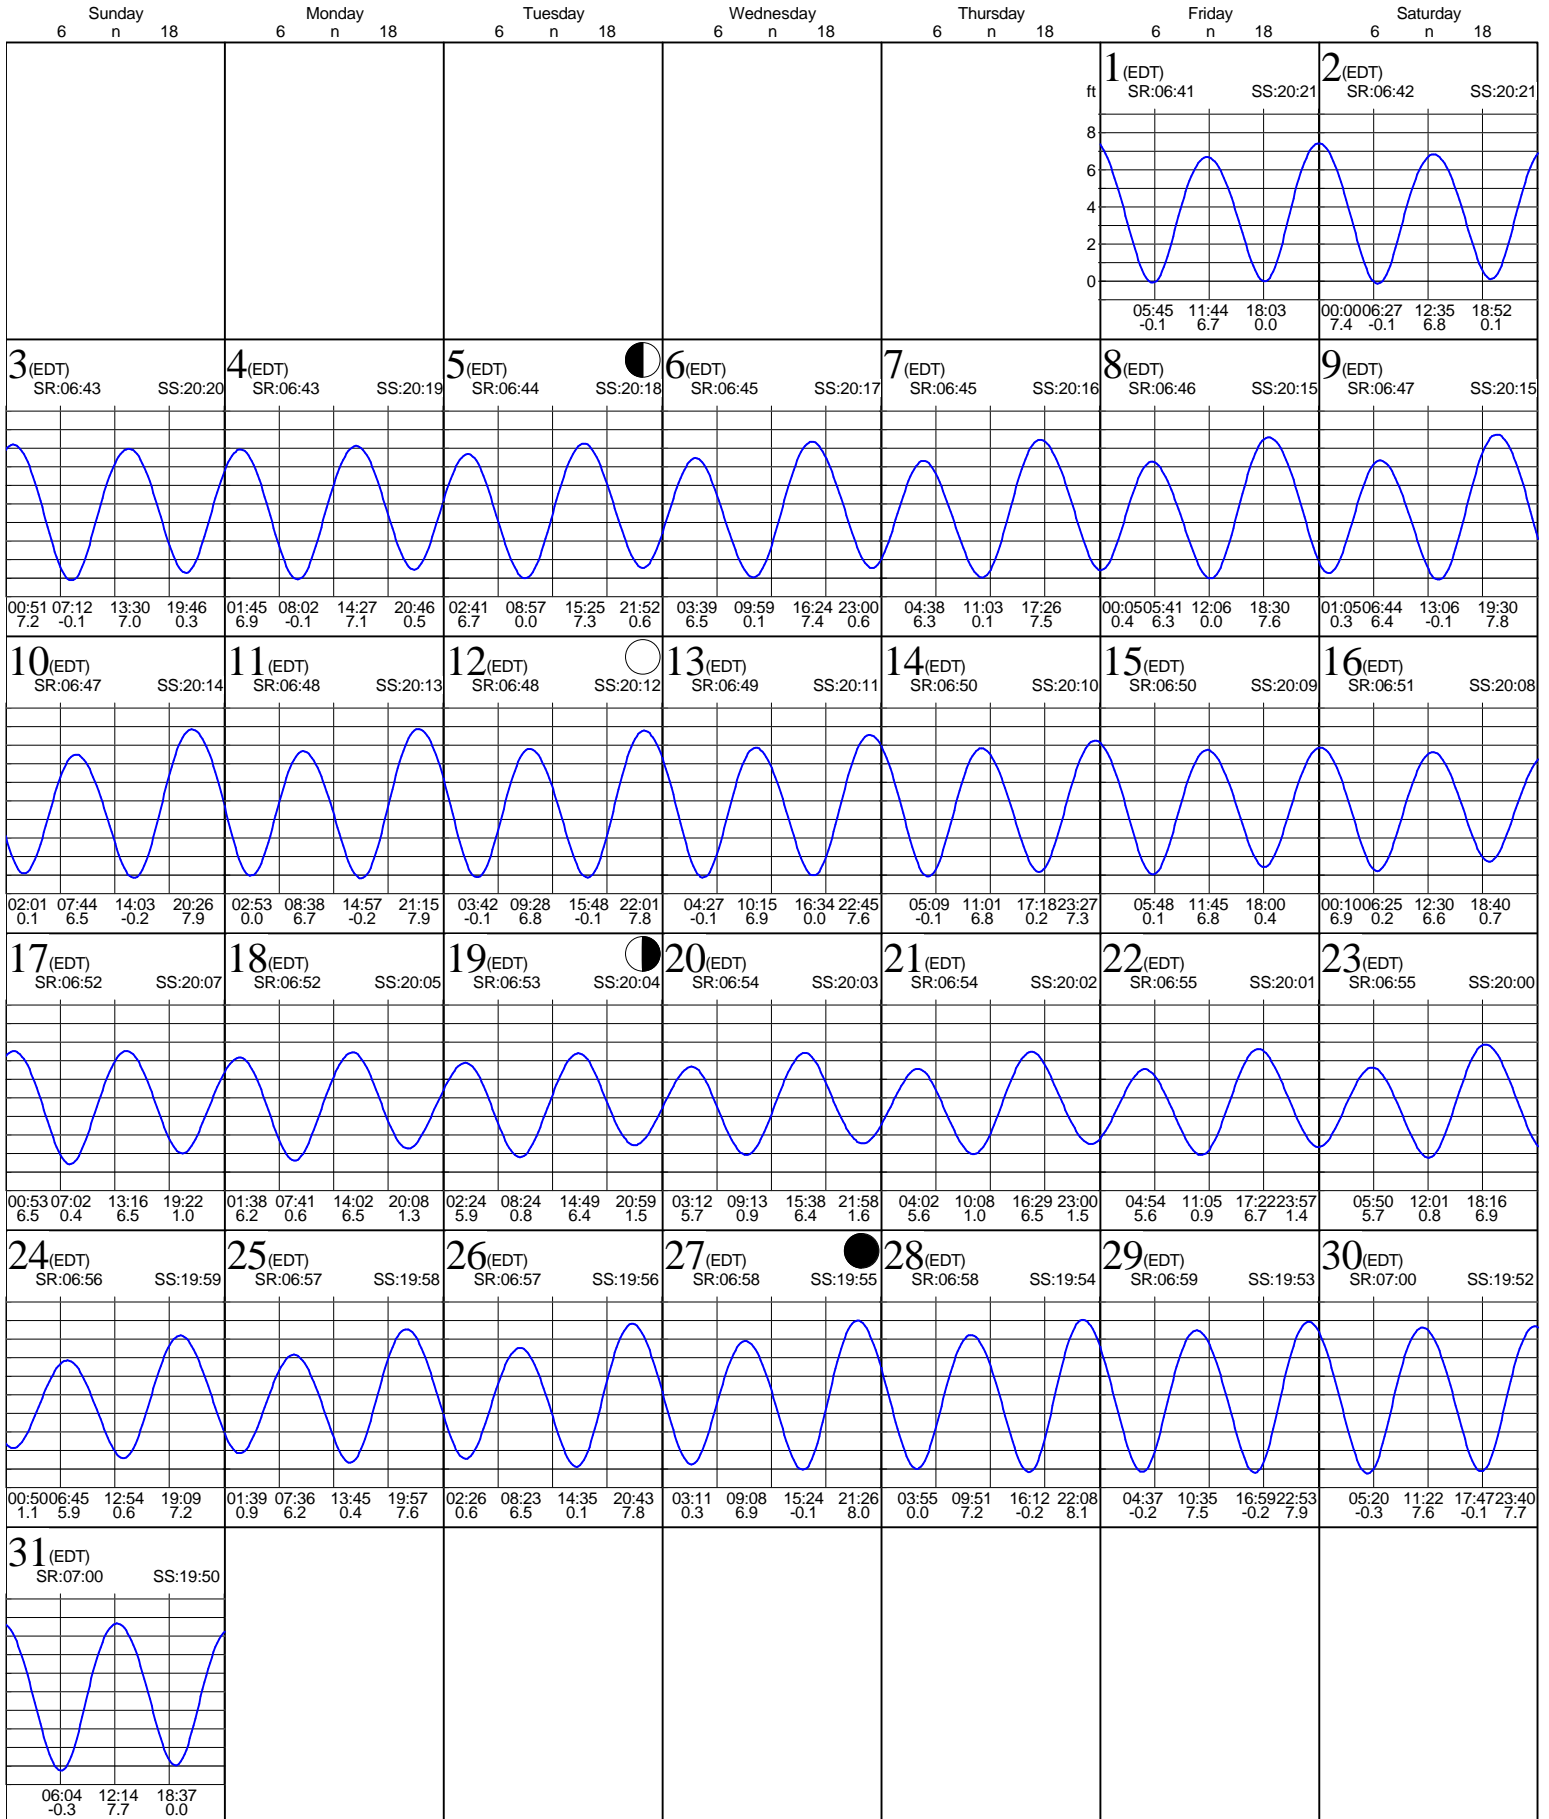 Sunday Monday Tuesday Wednesday Thursday Friday Saturday
6 n 18 6 n 18 6 n 18 6 n 18 6 n 18 6 n 18 6 n 18
1(EDT) 2(EDT)
ft SR:06:41 SS:20:21 SR:06:42 SS:20:21
8
6
4
2
0
05:45 11:44 18:03 00:00 06:27 12:35 18:52
-0.1 6.7 0.0 7.4 -0.1 6.8 0.1
3(EDT) 4(EDT) 5(EDT) 6(EDT) 7(EDT) 8(EDT) 9(EDT)
SR:06:43 SS:20:20 SR:06:43 SS:20:19 SR:06:44 SS:20:18 SR:06:45 SS:20:17 SR:06:45 SS:20:16 SR:06:46 SS:20:15 SR:06:47 SS:20:15
00:51 07:12 13:30 19:46 01:45 08:02 14:27 20:46 02:41 08:57 15:25 21:52 03:39 09:59 16:24 23:00 04:38 11:03 17:26 00:05 05:41 12:06 18:30 01:05 06:44 13:06 19:30
7.2 -0.1 7.0 0.3 6.9 -0.1 7.1 0.5 6.7 0.0 7.3 0.6 6.5 0.1 7.4 0.6 6.3 0.1 7.5 0.4 6.3 0.0 7.6 0.3 6.4 -0.1 7.8
10(EDT) 11(EDT) 12(EDT) 13(EDT) 14(EDT) 15(EDT) 16(EDT)
SR:06:47 SS:20:14 SR:06:48 SS:20:13 SR:06:48 SS:20:12 SR:06:49 SS:20:11 SR:06:50 SS:20:10 SR:06:50 SS:20:09 SR:06:51 SS:20:08
02:01 07:44 14:03 20:26 02:53 08:38 14:57 21:15 03:42 09:28 15:48 22:01 04:27 10:15 16:34 22:45 05:09 11:01 17:18 23:27 05:48 11:45 18:00 00:10 06:25 12:30 18:40
0.1 6.5 -0.2 7.9 0.0 6.7 -0.2 7.9 -0.1 6.8 -0.1 7.8 -0.1 6.9 0.0 7.6 -0.1 6.8 0.2 7.3 0.1 6.8 0.4 6.9 0.2 6.6 0.7
17(EDT) 18(EDT) 19(EDT) 20(EDT) 21(EDT) 22(EDT) 23(EDT)
SR:06:52 SS:20:07 SR:06:52 SS:20:05 SR:06:53 SS:20:04 SR:06:54 SS:20:03 SR:06:54 SS:20:02 SR:06:55 SS:20:01 SR:06:55 SS:20:00
00:53 07:02 13:16 19:22 01:38 07:41 14:02 20:08 02:24 08:24 14:49 20:59 03:12 09:13 15:38 21:58 04:02 10:08 16:29 23:00 04:54 11:05 17:22 23:57 05:50 12:01 18:16
6.5 0.4 6.5 1.0 6.2 0.6 6.5 1.3 5.9 0.8 6.4 1.5 5.7 0.9 6.4 1.6 5.6 1.0 6.5 1.5 5.6 0.9 6.7 1.4 5.7 0.8 6.9
24(EDT) 25(EDT) 26(EDT) 27(EDT) 28(EDT) 29(EDT) 30(EDT)
SR:06:56 SS:19:59 SR:06:57 SS:19:58 SR:06:57 SS:19:56 SR:06:58 SS:19:55 SR:06:58 SS:19:54 SR:06:59 SS:19:53 SR:07:00 SS:19:52
00:50 06:45 12:54 19:09 01:39 07:36 13:45 19:57 02:26 08:23 14:35 20:43 03:11 09:08 15:24 21:26 03:55 09:51 16:12 22:08 04:37 10:35 16:59 22:53 05:20 11:22 17:47 23:40
1.1 5.9 0.6 7.2 0.9 6.2 0.4 7.6 0.6 6.5 0.1 7.8 0.3 6.9 -0.1 8.0 0.0 7.2 -0.2 8.1 -0.2 7.5 -0.2 7.9 -0.3 7.6 -0.1 7.7
31(EDT)
SR:07:00 SS:19:50
06:04 12:14 18:37
-0.3 7.7 0.0